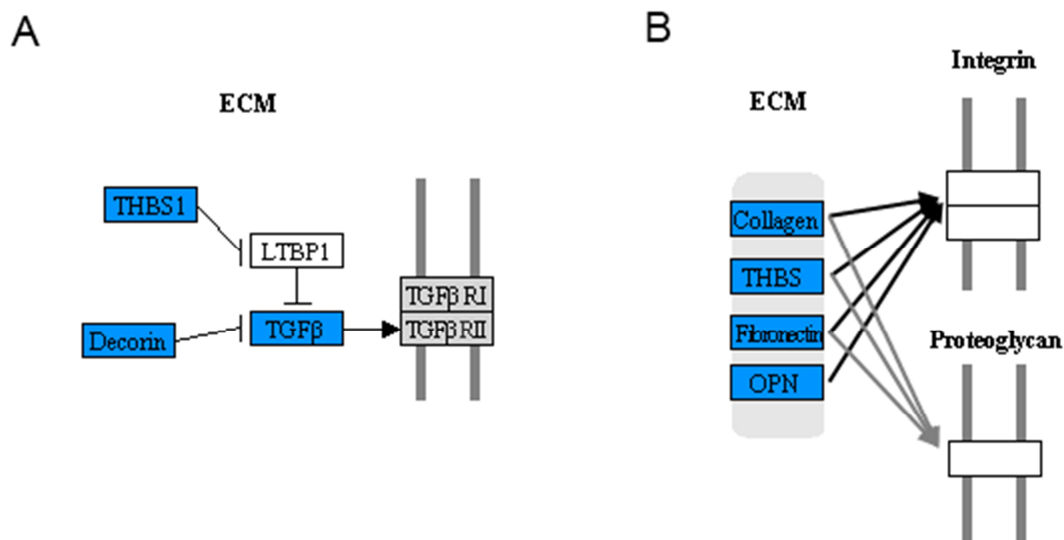 A
ECM
THBS1
LTBP1
Decorin
TGFβ
TGFβ RI
TGFβ RII
B
Integrin
ECM
Collagen
THBS
Fibronectin
OPN
Proteoglycan